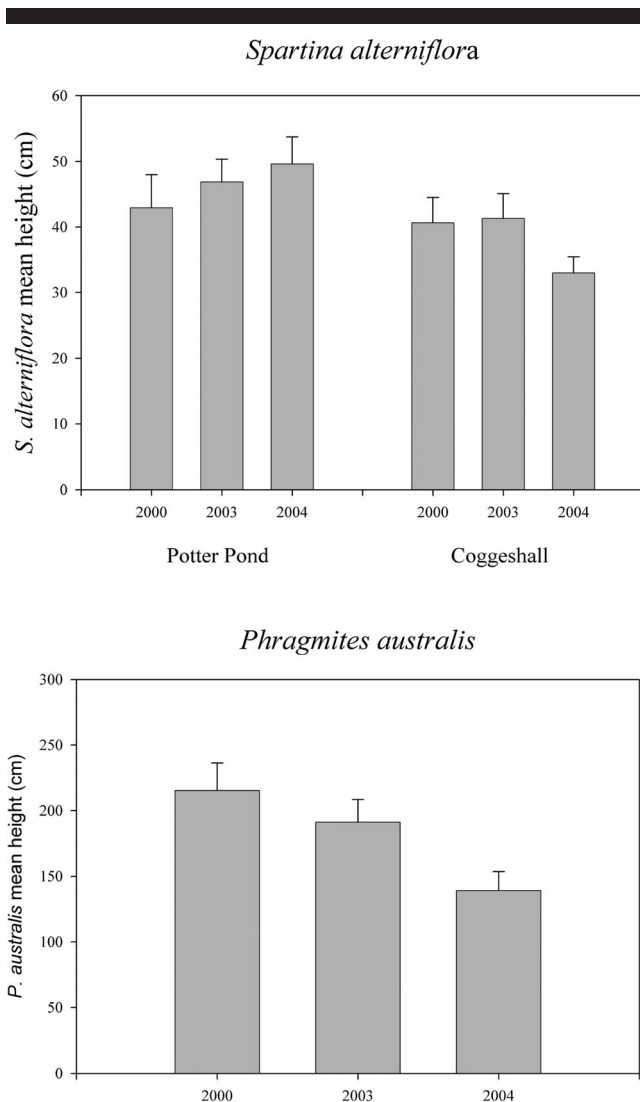 Spartina alterniflora
S. alterniflora mean height (cm)
60
50
40
30
20
10
0
2000 2003 2004 2000 2003 2004
Potter Pond Coggeshall
Phragmites australis
P. australis mean height (cm)
300
250
200
150
100
50
0
2000 2003 2004